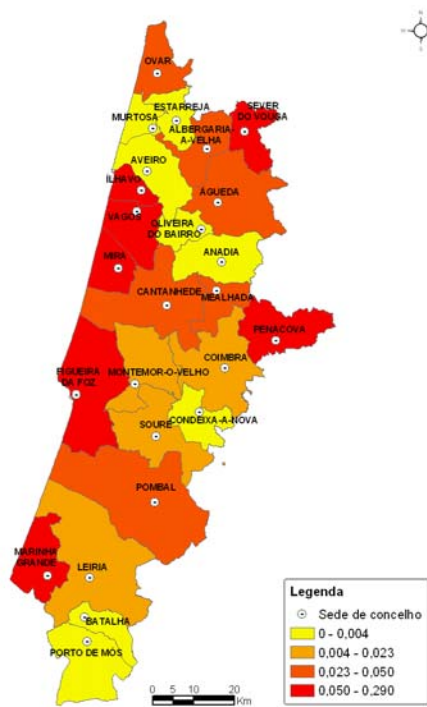 N
OVAR
ESTARREJA
SEVER
DO VOUGA
MURTOSA
ALBERGARIA-
A-VELHA
AVEIRO
ÍLHAVO
ÁGUEDA
VAGOS
OLIVEIRA
DO BAIRRO
ANADIA
MIRA
CANTANHEDE
MEALHADA
PENACOVA
COIMBRA
FIGUEIRA
DA FOZ
MONTEMOR-O-VELHO
CONDEIXA-A-NOVA
SOURE
POMBAL
MARINHA
GRANDE
LEIRIA
BATALHA
PORTO DE MÓS
Legenda
Sede de concelho
0 - 0,004
0,004 - 0,023
0,023 - 0,050
0,050 - 0,290
0 10 20
Km